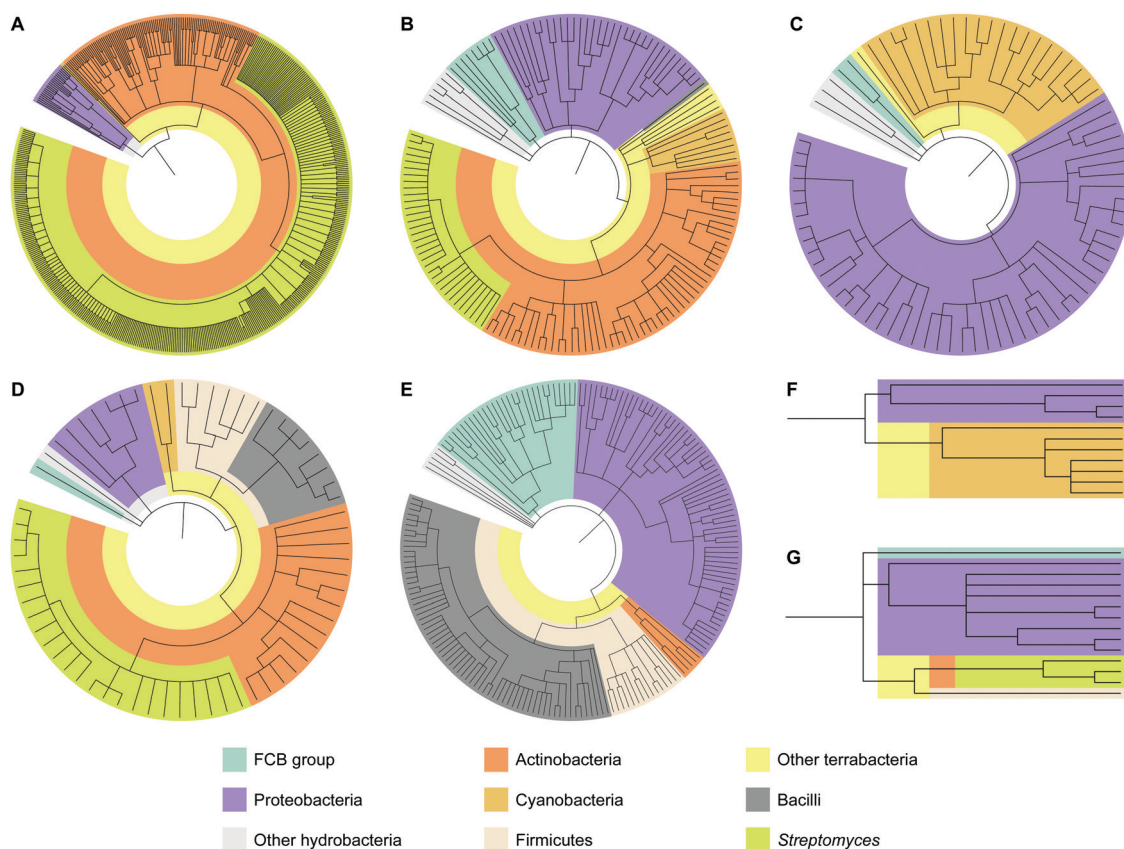 A
B
C
D
E
F
G
FCB group
Actinobacteria
Other terrabacteria
Proteobacteria
Cyanobacteria
Bacilli
Other hydrobacteria
Firmicutes
Streptomyces